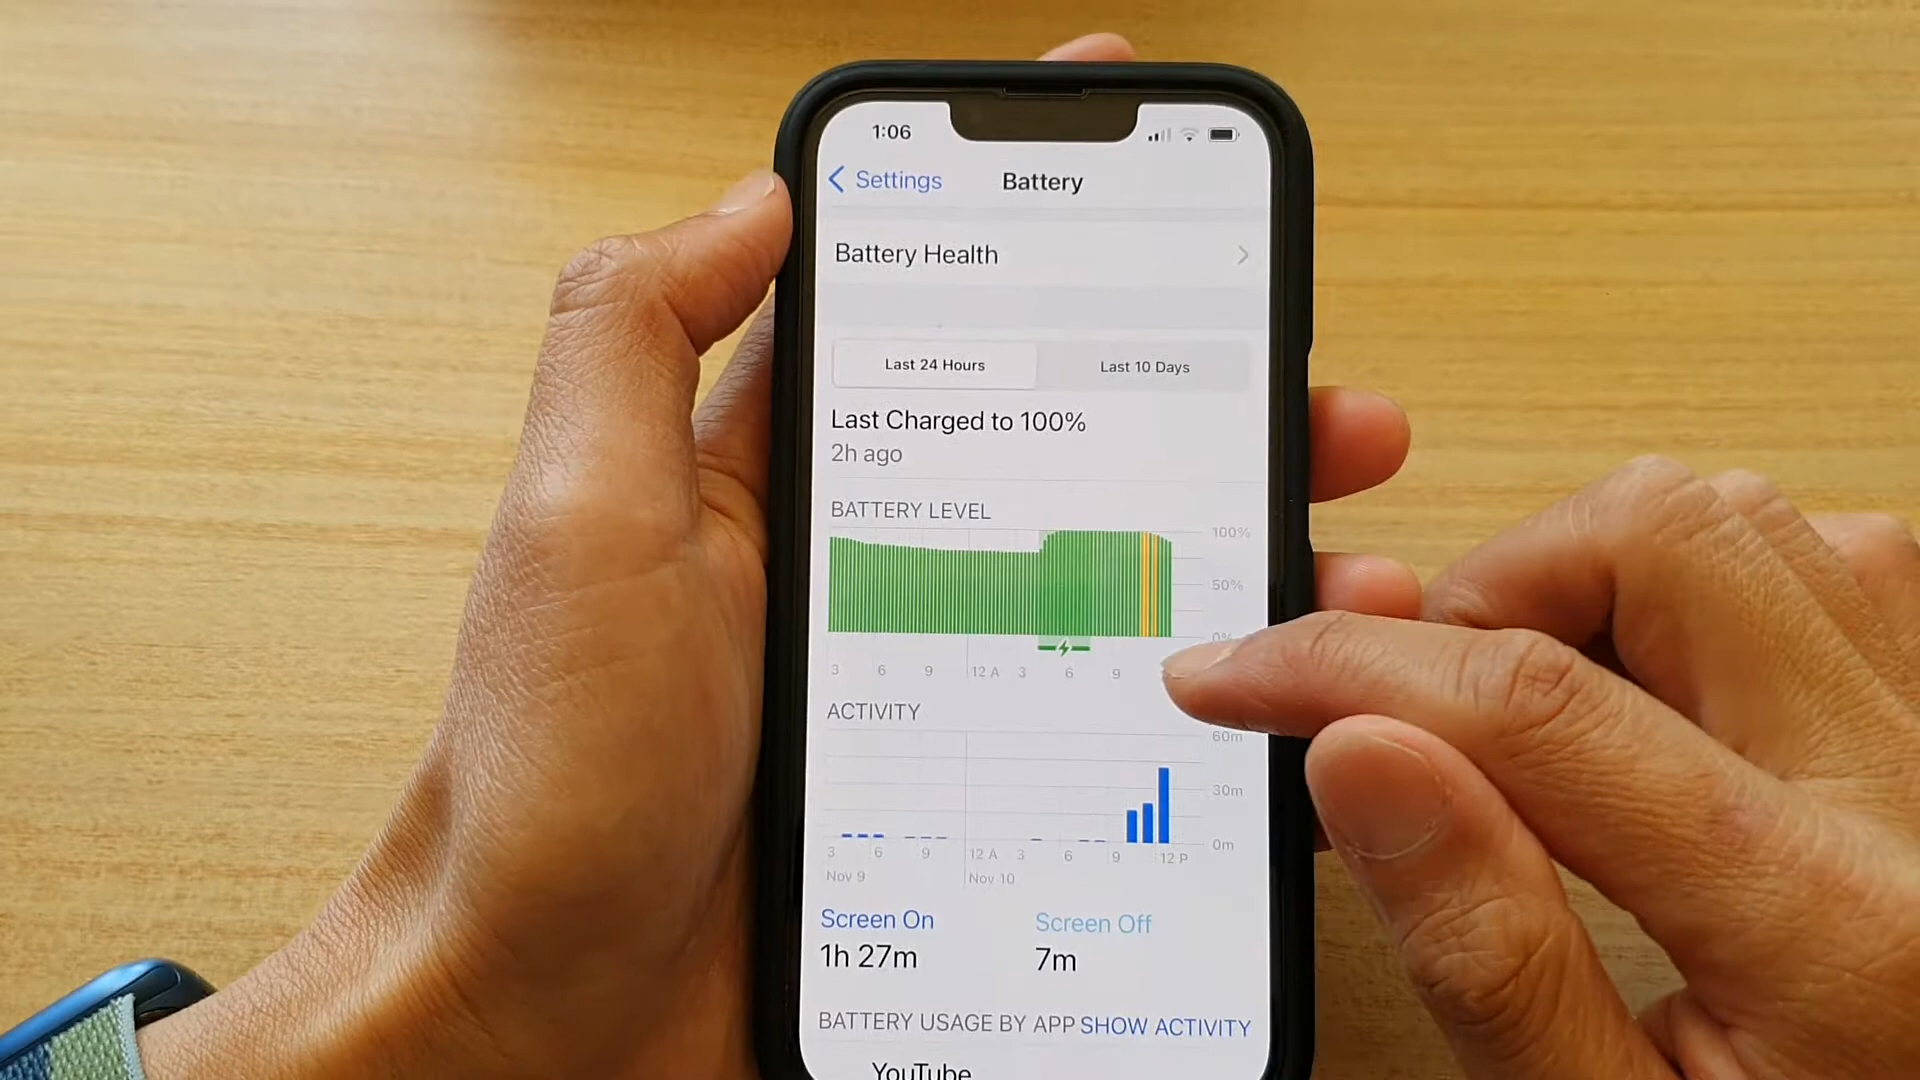 1:06
Settings
Battery
Battery Health
Last 24 Hours
Last 10 Days
Last Charged to 100%
2h ago
BATTERY LEVEL
100%
50%
0%
3 6 9 12 A 3 6 9
ACTIVITY
60m
30m
0m
3 6 9 12 A 3 6 9 12 P
Nov 9 Nov 10
Screen On
1h 27m
Screen Off
7m
BATTERY USAGE BY APP SHOW ACTIVITY
YouTube